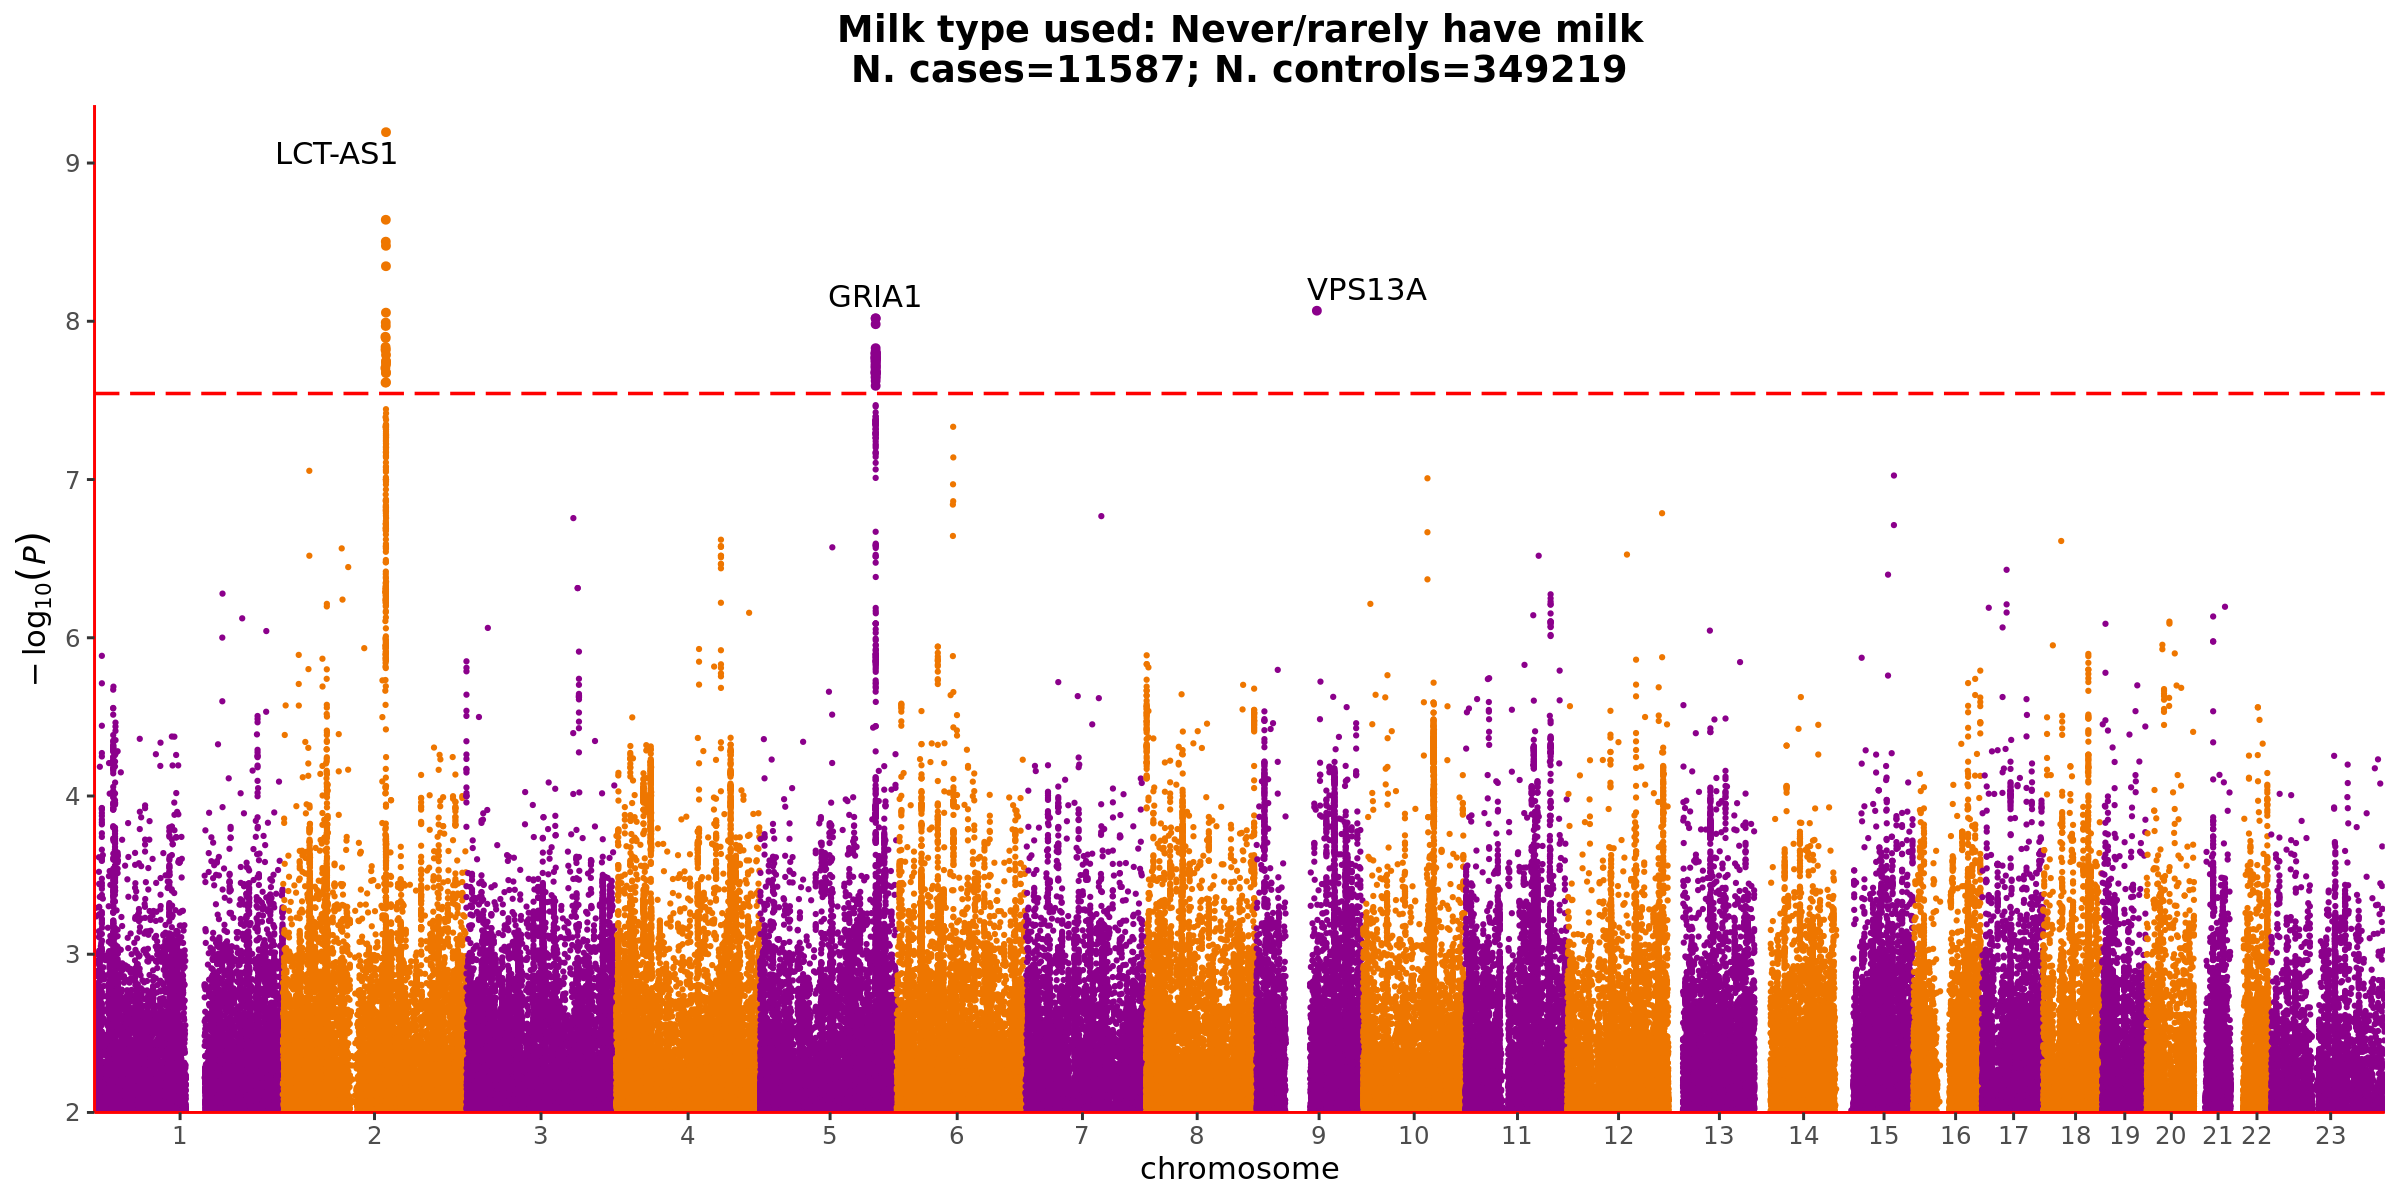 Milk type used: Never/rarely have milk
N. cases=11587; N. controls=349219
LCT-AS1
GRIA1
VPS13A
9
8
7
6
5
4
3
2
− log10(P)
1 2 3 4 5 6 7 8 9 10 11 12 13 14 15 16 17 18 19 20 21 22 23
chromosome